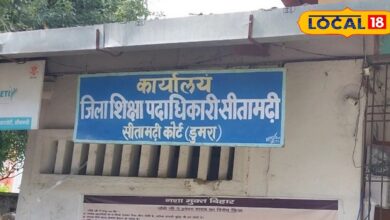 LOCAL 18
कार्यालय
जिला शिक्षा पदाधिकारी सीतामढ़ी
सीतामढ़ी कोर्ट (डुमरा)
नशा मुक्त बिहार